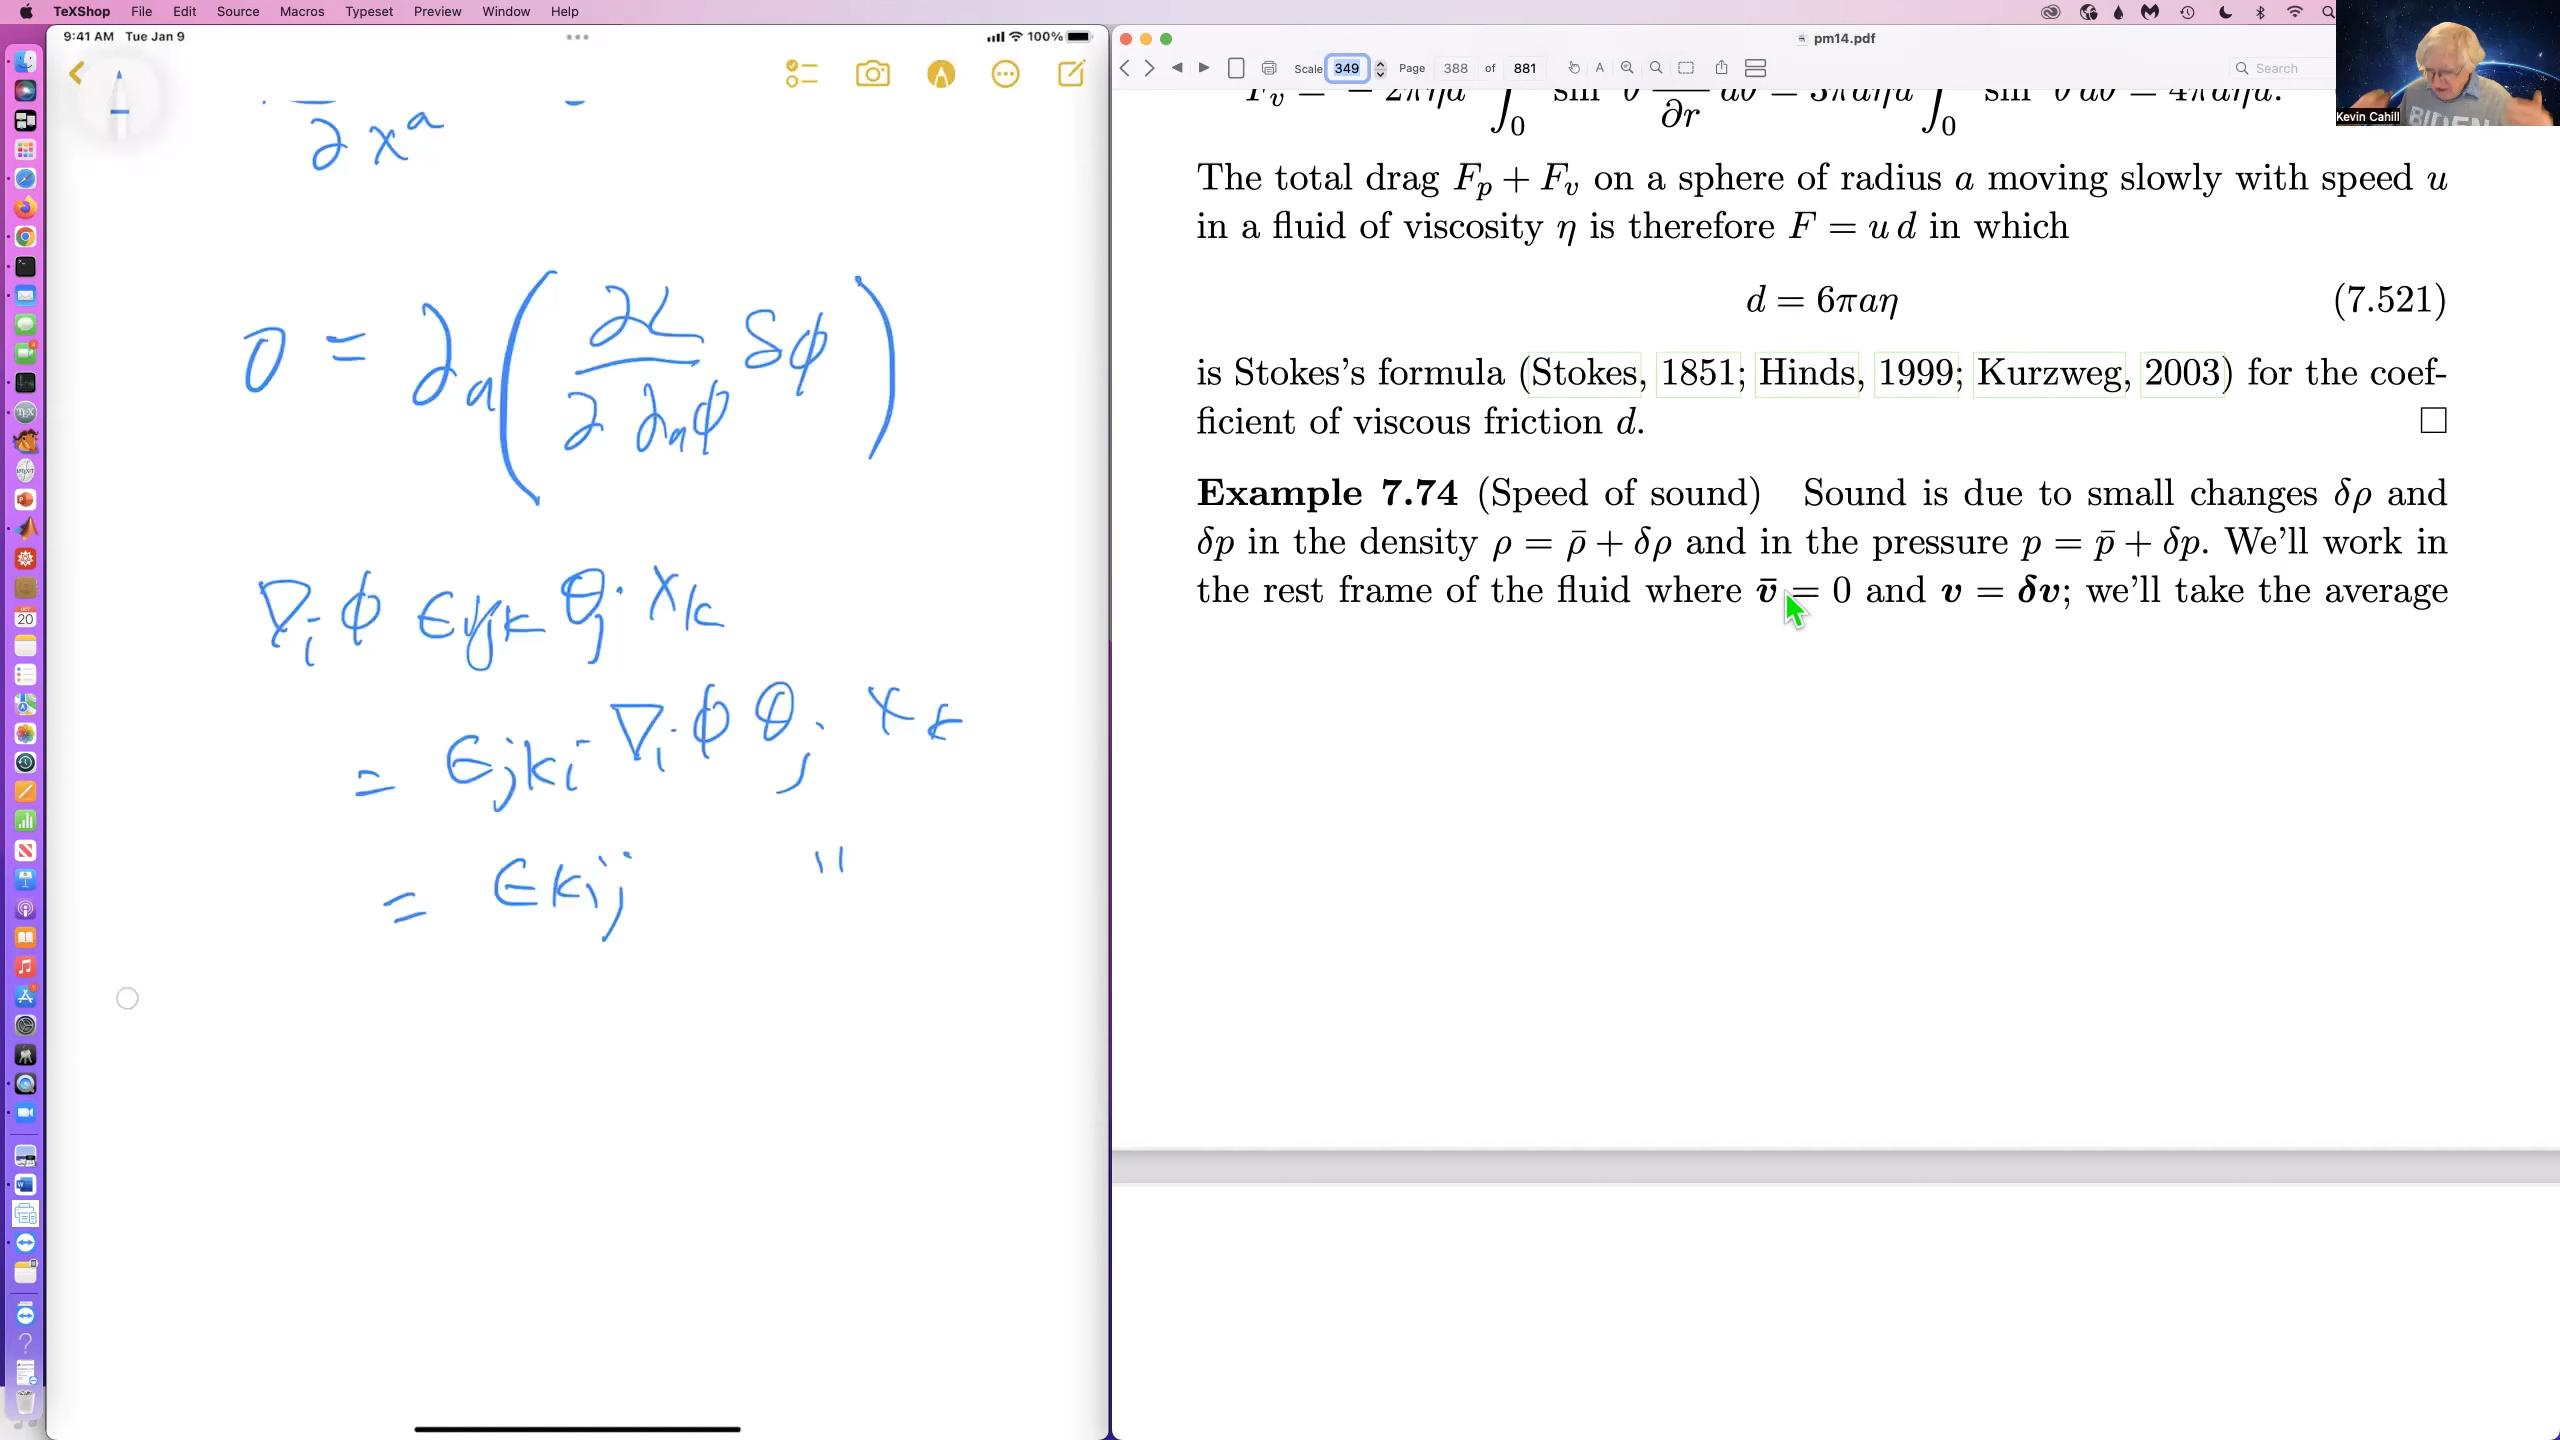 TeXShop File Edit Source Macros Typeset Preview Window Help
9:41 AM Tue Jan 9
100%
∂x^a
0 = ∂_a ( ∂L / ∂ ∂_aφ δφ )
∇_i φ ϵ_ijk θ_j x_k
= ϵ_jki ∇_i φ θ_j x_k
= ϵ_kij "
pm14.pdf
Scale 349 Page 388 of 881
Search
The total drag F_p + F_v on a sphere of radius a moving slowly with speed u
in a fluid of viscosity η is therefore F = u d in which
d = 6πaη (7.521)
is Stokes's formula (Stokes, 1851; Hinds, 1999; Kurzweg, 2003) for the coef-
ficient of viscous friction d. □
Example 7.74 (Speed of sound) Sound is due to small changes δρ and
δp in the density ρ = ρ̄ + δρ and in the pressure p = p̄ + δp. We'll work in
the rest frame of the fluid where v̄ = 0 and v = δv; we'll take the average
Kevin Cahill
BIDEN